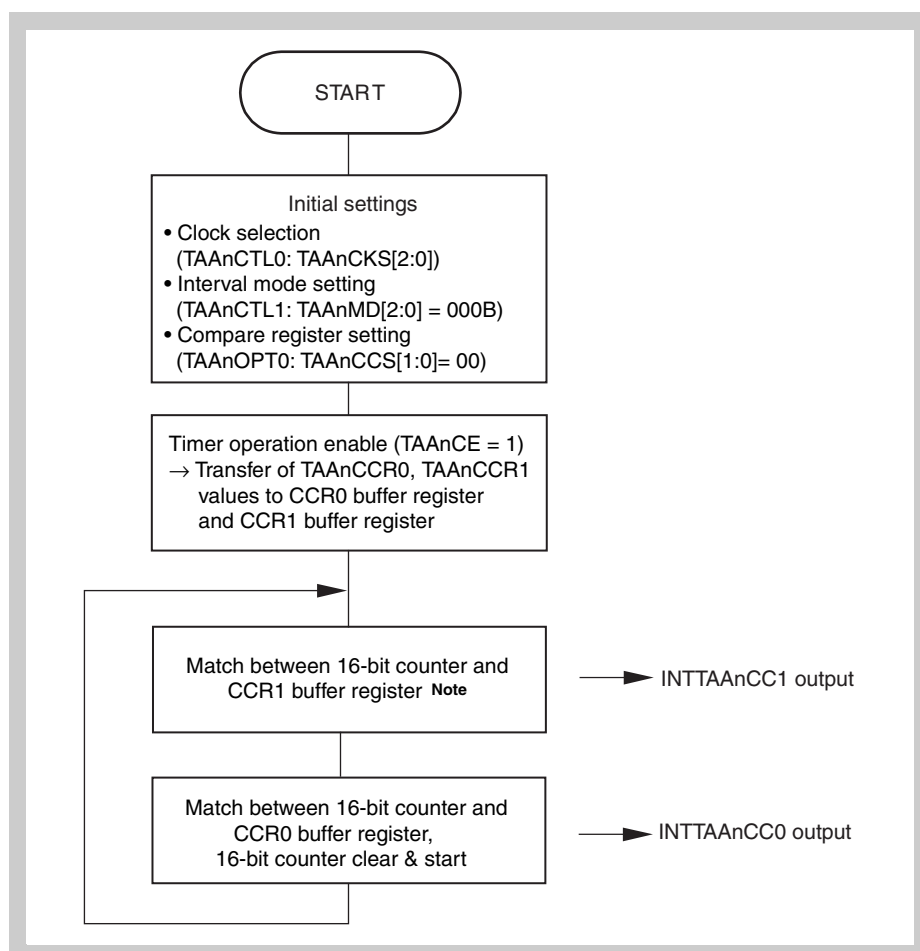 START
Initial settings
• Clock selection
(TAAnCTL0: TAAnCKS[2:0])
• Interval mode setting
(TAAnCTL1: TAAnMD[2:0] = 000B)
• Compare register setting
(TAAnOPT0: TAAnCCS[1:0]= 00)
Timer operation enable (TAAnCE = 1)
→ Transfer of TAAnCCR0, TAAnCCR1
values to CCR0 buffer register
and CCR1 buffer register
Match between 16-bit counter and
CCR1 buffer register Note
INTTAAnCC1 output
Match between 16-bit counter and
CCR0 buffer register,
16-bit counter clear & start
INTTAAnCC0 output